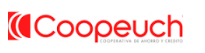 Coopeuch
COOPERATIVA DE AHORRO Y CRÉDITO